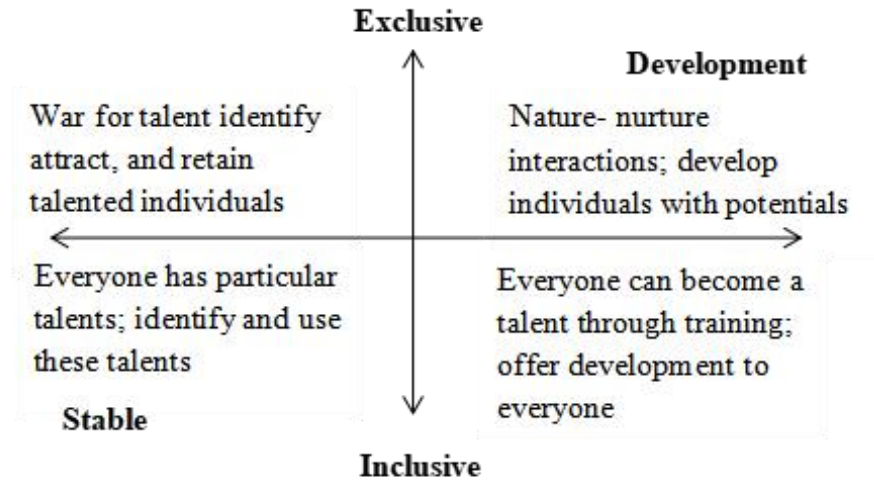 Exclusive
Development
War for talent identify
attract, and retain
talented individuals
Nature- nurture
interactions; develop
individuals with potentials
Everyone has particular
talents; identify and use
these talents
Everyone can become a
talent through training;
offer development to
everyone
Stable
Inclusive